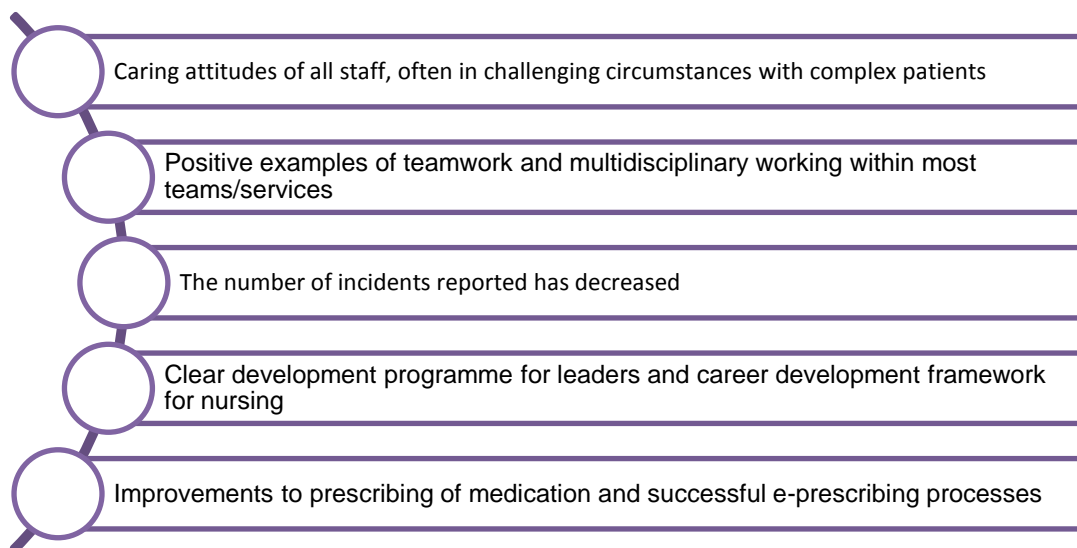 Caring attitudes of all staff, often in challenging circumstances with complex patients
Positive examples of teamwork and multidisciplinary working within most
teams/services
The number of incidents reported has decreased
Clear development programme for leaders and career development framework
for nursing
Improvements to prescribing of medication and successful e-prescribing processes